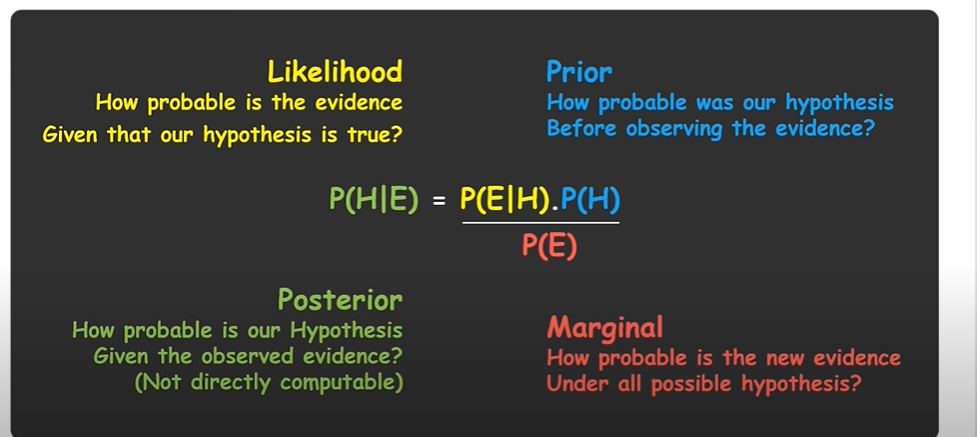 Likelihood
How probable is the evidence
Given that our hypothesis is true?
Prior
How probable was our hypothesis
Before observing the evidence?
P(H|E) = P(E|H).P(H)
P(E)
Posterior
How probable is our Hypothesis
Given the observed evidence?
(Not directly computable)
Marginal
How probable is the new evidence
Under all possible hypothesis?